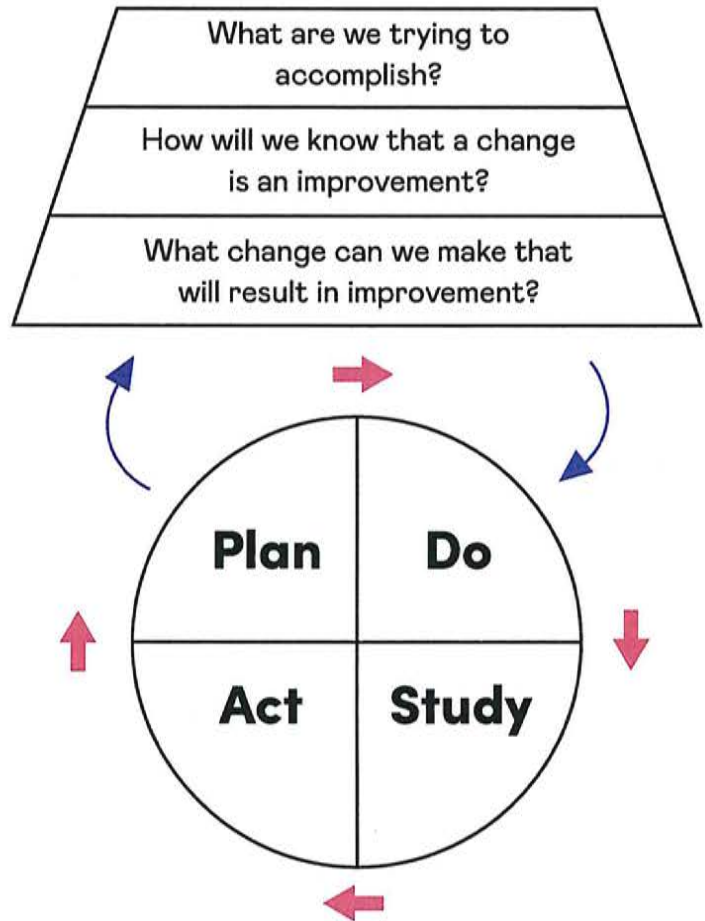 What are we trying to
accomplish?
How will we know that a change
is an improvement?
What change can we make that
will result in improvement?
Plan
Do
Act
Study